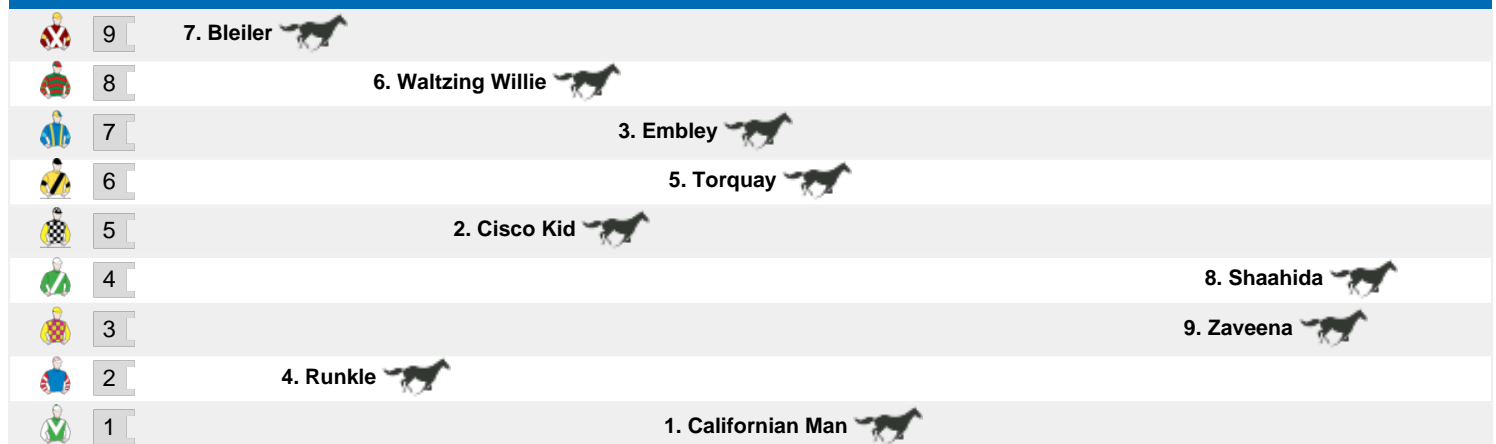 9 7. Bleiler
8 6. Waltzing Willie
7 3. Embley
6 5. Torquay
5 2. Cisco Kid
4 8. Shaahida
3 9. Zaveena
2 4. Runkle
1 1. Californian Man